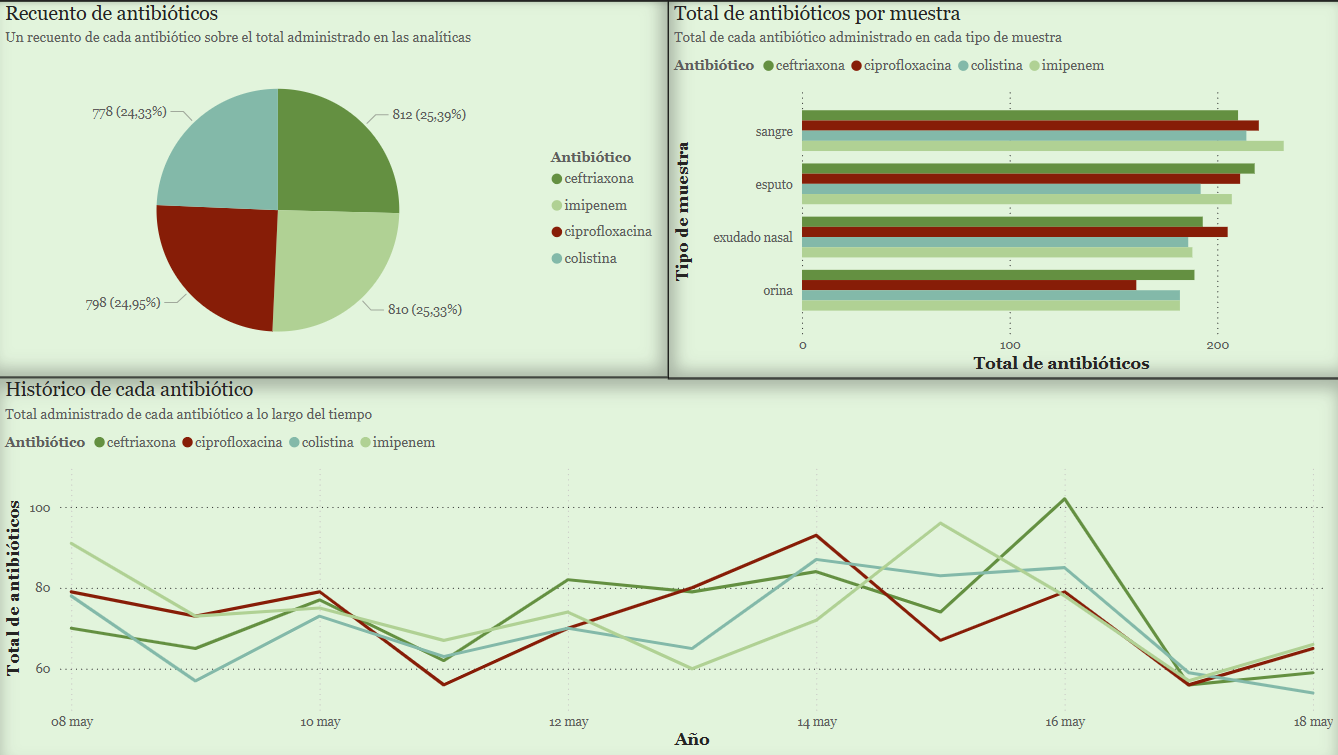 Recuento de antibióticos
Un recuento de cada antibiótico sobre el total administrado en las analíticas
778 (24,33%)
812 (25,39%)
798 (24,95%)
810 (25,33%)
Antibiótico
ceftriaxona
imipenem
ciprofloxacina
colistina
Total de antibióticos por muestra
Total de cada antibiótico administrado en cada tipo de muestra
Antibiótico ceftriaxona ciprofloxacina colistina imipenem
Tipo de muestra
sangre
esputo
exudado nasal
orina
0 100 200
Total de antibióticos
Histórico de cada antibiótico
Total administrado de cada antibiótico a lo largo del tiempo
Antibiótico ceftriaxona ciprofloxacina colistina imipenem
Total de antibióticos
100
80
60
08 may 10 may 12 may 14 may 16 may 18 may
Año